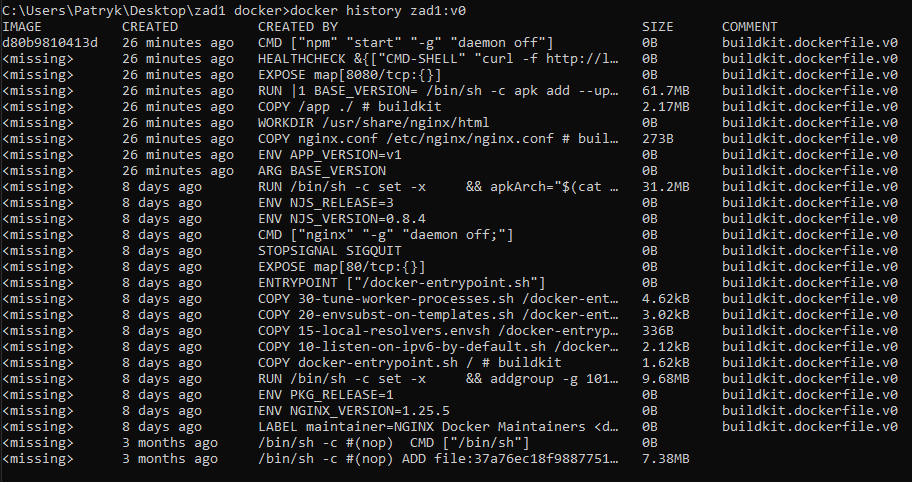 C:\Users\Patryk\Desktop\zad1 docker>docker history zad1:v0
IMAGE CREATED CREATED BY SIZE COMMENT
d80b9810413d 26 minutes ago CMD ["npm" "start" "-g" "daemon off"] 0B buildkit.dockerfile.v0
<missing> 26 minutes ago HEALTHCHECK &{["CMD-SHELL" "curl -f http://l… 0B buildkit.dockerfile.v0
<missing> 26 minutes ago EXPOSE map[8080/tcp:{}] 0B buildkit.dockerfile.v0
<missing> 26 minutes ago RUN |1 BASE_VERSION= /bin/sh -c apk add --up… 61.7MB buildkit.dockerfile.v0
<missing> 26 minutes ago COPY /app ./ # buildkit 2.17MB buildkit.dockerfile.v0
<missing> 26 minutes ago WORKDIR /usr/share/nginx/html 0B buildkit.dockerfile.v0
<missing> 26 minutes ago COPY nginx.conf /etc/nginx/nginx.conf # buil… 273B buildkit.dockerfile.v0
<missing> 26 minutes ago ENV APP_VERSION=v1 0B buildkit.dockerfile.v0
<missing> 26 minutes ago ARG BASE_VERSION 0B buildkit.dockerfile.v0
<missing> 8 days ago RUN /bin/sh -c set -x && apkArch="$(cat … 31.2MB buildkit.dockerfile.v0
<missing> 8 days ago ENV NJS_RELEASE=3 0B buildkit.dockerfile.v0
<missing> 8 days ago ENV NJS_VERSION=0.8.4 0B buildkit.dockerfile.v0
<missing> 8 days ago CMD ["nginx" "-g" "daemon off;"] 0B buildkit.dockerfile.v0
<missing> 8 days ago STOPSIGNAL SIGQUIT 0B buildkit.dockerfile.v0
<missing> 8 days ago EXPOSE map[80/tcp:{}] 0B buildkit.dockerfile.v0
<missing> 8 days ago ENTRYPOINT ["/docker-entrypoint.sh"] 0B buildkit.dockerfile.v0
<missing> 8 days ago COPY 30-tune-worker-processes.sh /docker-ent… 4.62kB buildkit.dockerfile.v0
<missing> 8 days ago COPY 20-envsubst-on-templates.sh /docker-ent… 3.02kB buildkit.dockerfile.v0
<missing> 8 days ago COPY 15-local-resolvers.envsh /docker-entryp… 336B buildkit.dockerfile.v0
<missing> 8 days ago COPY 10-listen-on-ipv6-by-default.sh /docker… 2.12kB buildkit.dockerfile.v0
<missing> 8 days ago COPY docker-entrypoint.sh / # buildkit 1.62kB buildkit.dockerfile.v0
<missing> 8 days ago RUN /bin/sh -c set -x && addgroup -g 101… 9.68MB buildkit.dockerfile.v0
<missing> 8 days ago ENV PKG_RELEASE=1 0B buildkit.dockerfile.v0
<missing> 8 days ago ENV NGINX_VERSION=1.25.5 0B buildkit.dockerfile.v0
<missing> 8 days ago LABEL maintainer=NGINX Docker Maintainers <d… 0B buildkit.dockerfile.v0
<missing> 3 months ago /bin/sh -c #(nop) CMD ["/bin/sh"] 0B
<missing> 3 months ago /bin/sh -c #(nop) ADD file:37a76ec18f9887751… 7.38MB